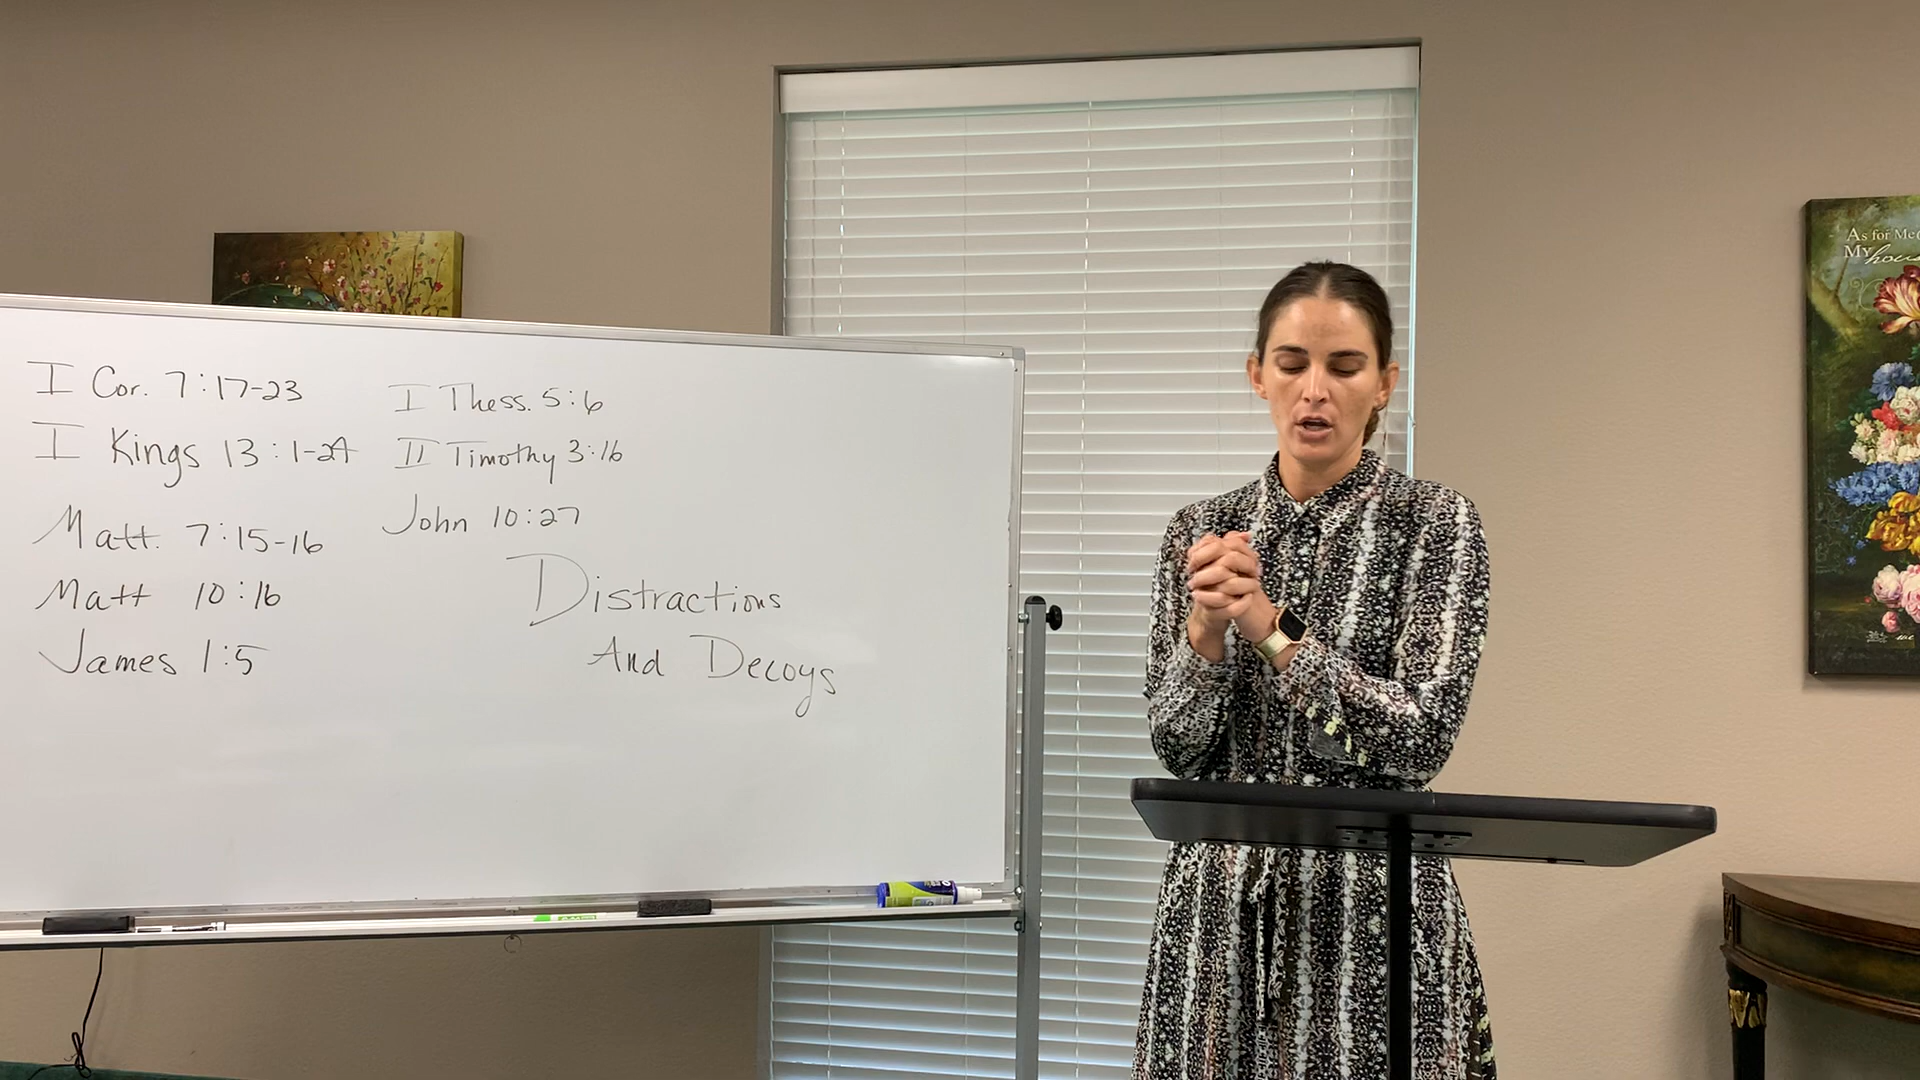 I Cor. 7:17-23
I Kings 13:1-24
Matt. 7:15-16
Matt 10:16
James 1:5
I Thess. 5:6
II Timothy 3:16
John 10:27
Distractions
And Decoys
As for Me
My house